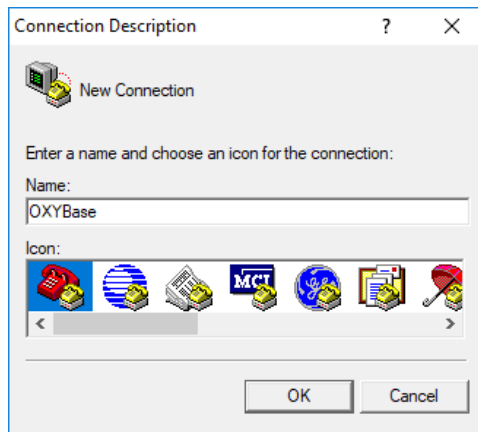 Connection Description ?
New Connection
Enter a name and choose an icon for the connection:
Name:
OXYBase
Icon:
MCI
OK Cancel